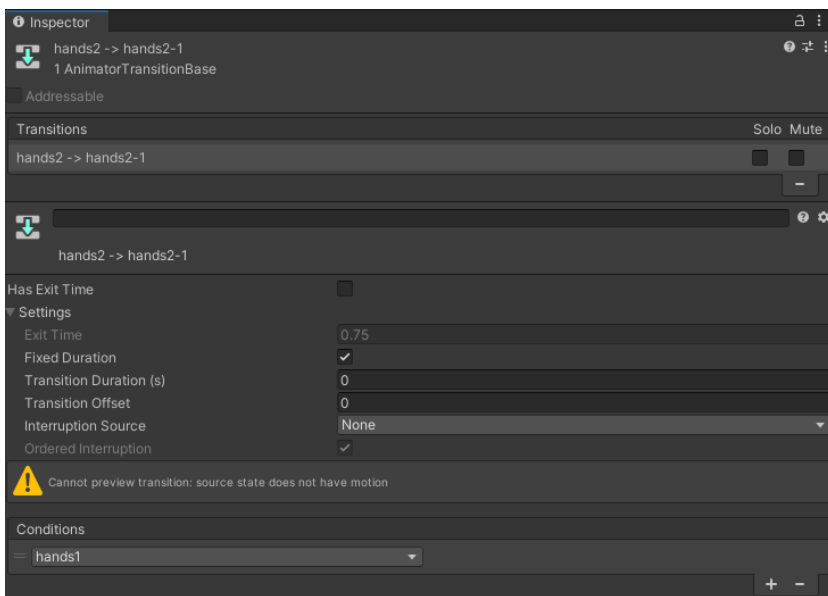 Inspector
hands2 -> hands2-1
1 AnimatorTransitionBase
Addressable
Transitions Solo Mute
hands2 -> hands2-1
hands2 -> hands2-1
Has Exit Time
Settings
Exit Time 0.75
Fixed Duration
Transition Duration (s) 0
Transition Offset 0
Interruption Source None
Ordered Interruption
Cannot preview transition: source state does not have motion
Conditions
hands1